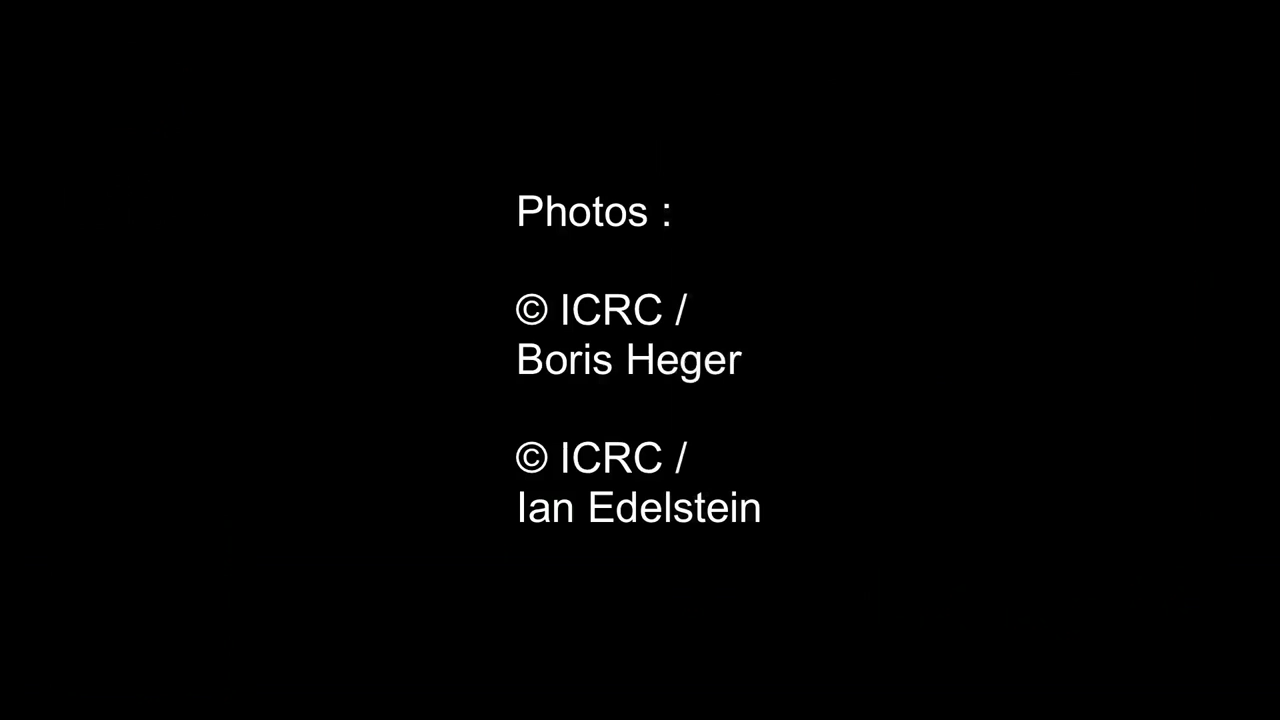 Photos :
© ICRC /
Boris Heger
© ICRC /
Ian Edelstein